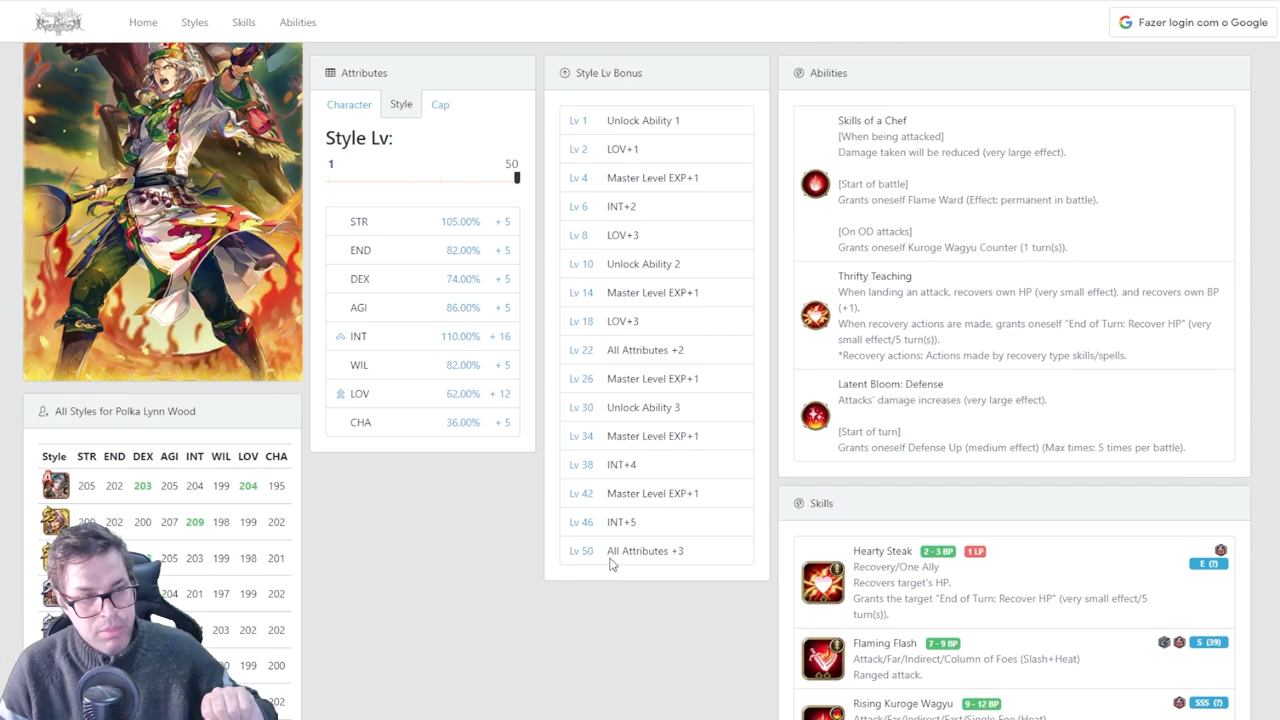 Home Styles Skills Abilities
Fazer login com o Google
Attributes
Character Style Cap
Style Lv:
1 50
STR 105.00% + 5
END 82.00% + 5
DEX 74.00% + 5
AGI 86.00% + 5
INT 110.00% + 16
WIL 82.00% + 5
LOV 62.00% + 12
CHA 36.00% + 5
Style Lv Bonus
Lv 1 Unlock Ability 1
Lv 2 LOV+1
Lv 4 Master Level EXP+1
Lv 6 INT+2
Lv 8 LOV+3
Lv 10 Unlock Ability 2
Lv 14 Master Level EXP+1
Lv 18 LOV+3
Lv 22 All Attributes +2
Lv 26 Master Level EXP+1
Lv 30 Unlock Ability 3
Lv 34 Master Level EXP+1
Lv 38 INT+4
Lv 42 Master Level EXP+1
Lv 46 INT+5
Lv 50 All Attributes +3
Abilities
Skills of a Chef
[When being attacked]
Damage taken will be reduced (very large effect).
[Start of battle]
Grants oneself Flame Ward (Effect: permanent in battle).
[On OD attacks]
Grants oneself Kuroge Wagyu Counter (1 turn(s)).
Thrifty Teaching
When landing an attack, recovers own HP (very small effect), and recovers own BP
(+1).
When recovery actions are made, grants oneself "End of Turn: Recover HP" (very
small effect/5 turn(s)).
*Recovery actions: Actions made by recovery type skills/spells.
Latent Bloom: Defense
Attacks' damage increases (very large effect).
[Start of turn]
Grants oneself Defense Up (medium effect) (Max times: 5 times per battle).
Skills
Hearty Steak 2 - 3 BP 1 LP
E (?)
Recovery/One Ally
Recovers target's HP.
Grants the target "End of Turn: Recover HP" (very small effect/5
turn(s)).
Flaming Flash 7 - 9 BP S (39)
Attack/Far/Indirect/Column of Foes (Slash+Heat)
Ranged attack.
Rising Kuroge Wagyu 9 - 12 BP SSS (?)
Attack/Far/Indirect/Fast/Single Foe (Heat)
All Styles for Polka Lynn Wood
Style STR END DEX AGI INT WIL LOV CHA
205 202 203 205 204 199 204 195
202 200 207 209 198 199 202
205 203 199 198 201
204 201 197 199 202
203 202 202
199 200
202